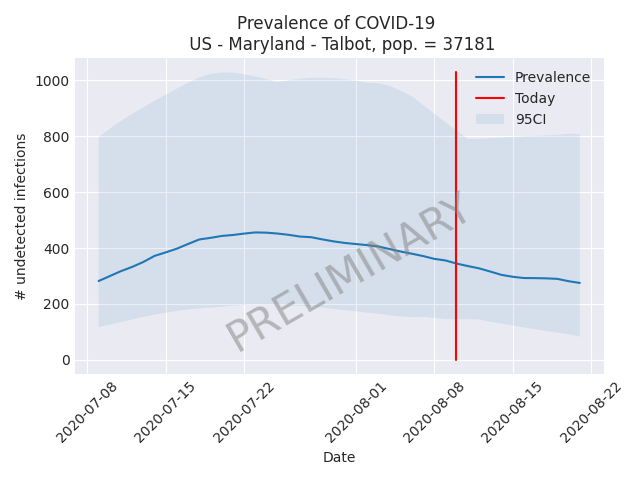 Prevalence of COVID-19
US - Maryland - Talbot, pop. = 37181
Prevalence
Today
95CI
# undetected infections
1000
800
600
400
200
0
PRELIMINARY
2020-07-08
2020-07-15
2020-07-22
2020-08-01
2020-08-08
2020-08-15
2020-08-22
Date